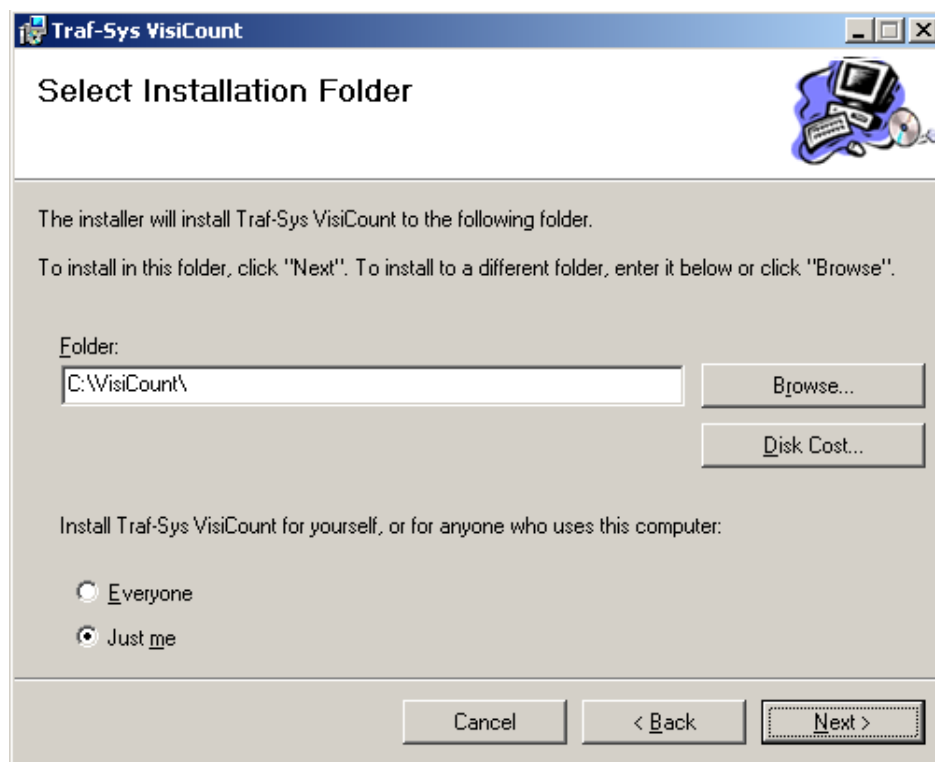 Traf-Sys VisiCount
Select Installation Folder
The installer will install Traf-Sys VisiCount to the following folder.
To install in this folder, click "Next". To install to a different folder, enter it below or click "Browse".
Folder:
C:\VisiCount\
Browse...
Disk Cost...
Install Traf-Sys VisiCount for yourself, or for anyone who uses this computer:
Everyone
Just me
Cancel
< Back
Next >